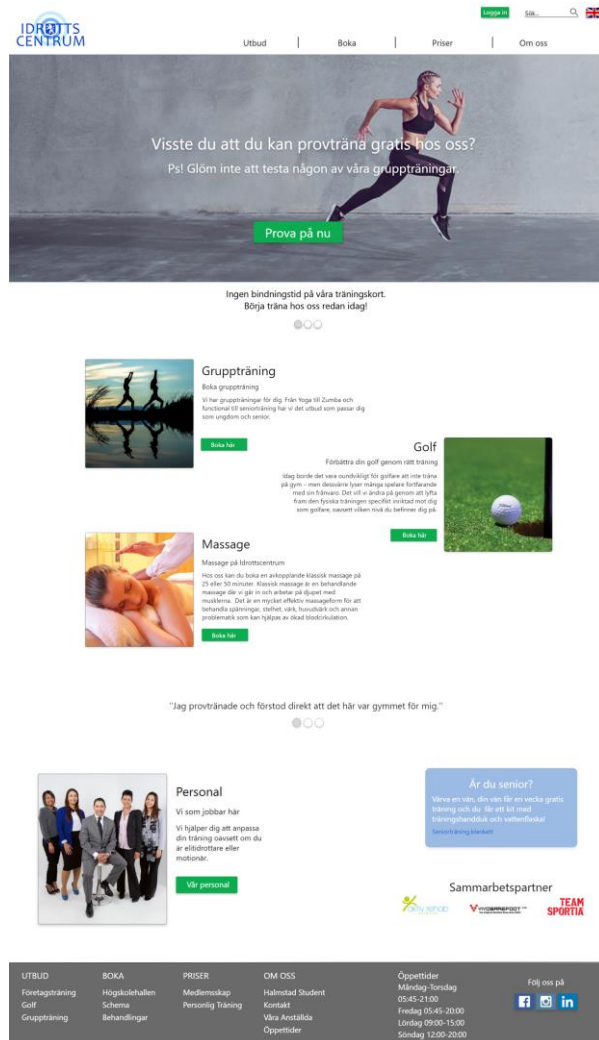 IDROTTS
CENTRUM
Logga in
Sök...
Utbud
Boka
Priser
Om oss
Visste du att du kan provträna gratis hos oss?
Ps! Glöm inte att testa någon av våra gruppträningar.
Prova på nu
Ingen bindningstid på våra träningskort.
Börja träna hos oss redan idag!
Gruppträning
Boka gruppträning
Vi har gruppträningar för dig. Från Yoga till Zumba och
functional till seniorträning har vi det utbud som passar dig
som ungdom och senior.
Boka här
Golf
Förbättra din golf genom rätt träning
Idag borde det vara oundvikligt för golfare att inte träna
på gym – men dessvärre lyser många spelare fortfarande
med sin frånvaro. Det vill vi ändra på genom att lyfta
fram den fysiska träningen specifikt inriktad mot dig
som golfare, oavsett vilken nivå du befinner dig på.
Boka här
Massage
Massage på Idrottscentrum
Hos oss kan du boka en avkopplande klassisk massage på
25 eller 50 minuter. Klassisk massage är en behandlande
massage där vi går in och arbetar på djupet med
musklerna. Det är en mycket effektiv massageform för att
behandla spänningar, stelhet, värk, huvudvärk och annan
problematik som kan hjälpas av ökad blodcirkulation.
Boka här
"Jag provtränade och förstod direkt att det här var gymmet för mig."
Personal
Vi som jobbar här
Vi hjälper dig att anpassa
din träning oavsett om du
är elitidrottare eller
motionär.
Vår personal
Är du senior?
Värva en vän, din vän får en vecka gratis
träning och du får ett kit med
träningshandduk och vattenflaska!
Seniorträning blankett
Sammarbetspartner
rehab
VIVOBAREFOOT
TEAM
SPORTIA
UTBUD
Företagsträning
Golf
Gruppträning
BOKA
Högskolehallen
Schema
Behandlingar
PRISER
Medlemsskap
Personlig Träning
OM OSS
Halmstad Student
Kontakt
Våra Anställda
Öppettider
Öppettider
Måndag-Torsdag
05:45-21:00
Fredag 05:45-20:00
Lördag 09:00-15:00
Söndag 12:00-20:00
Följ oss på
f
in